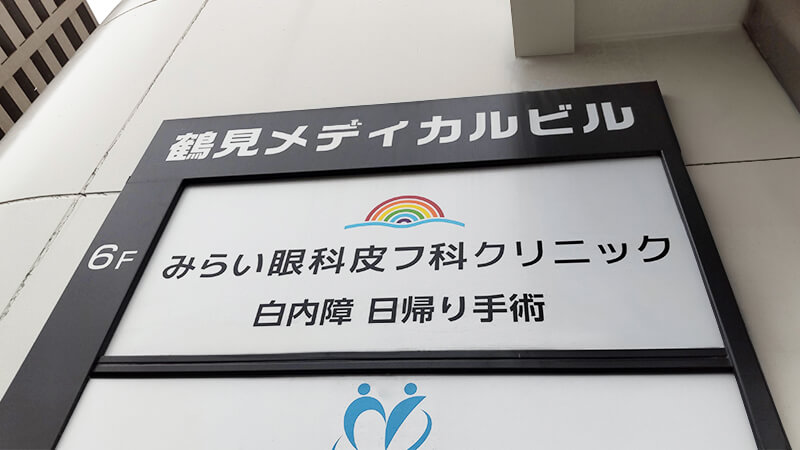 鶴見メディカルビル
6F
みらい眼科皮フ科クリニック
白内障 日帰り手術